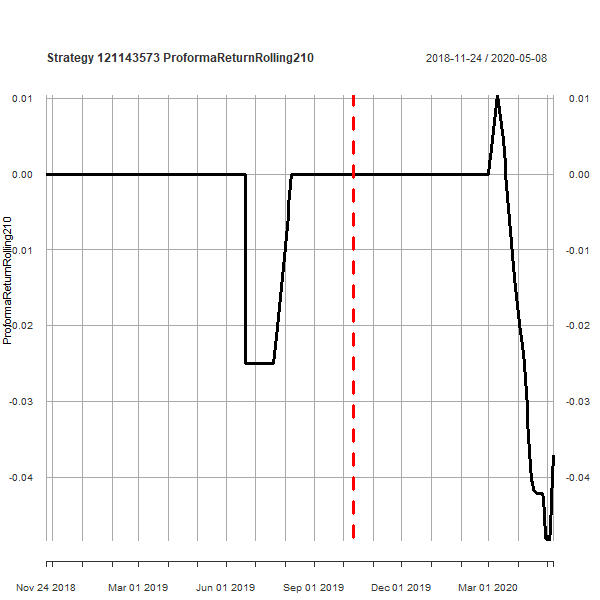 Strategy 121143573 ProformaReturnRolling210
2018-11-24 / 2020-05-08
0.01 0.01
0.00 0.00
-0.01 -0.01
-0.02 -0.02
-0.03 -0.03
-0.04 -0.04
ProformaReturnRolling210
Nov 24 2018 Mar 01 2019 Jun 01 2019 Sep 01 2019 Dec 01 2019 Mar 01 2020